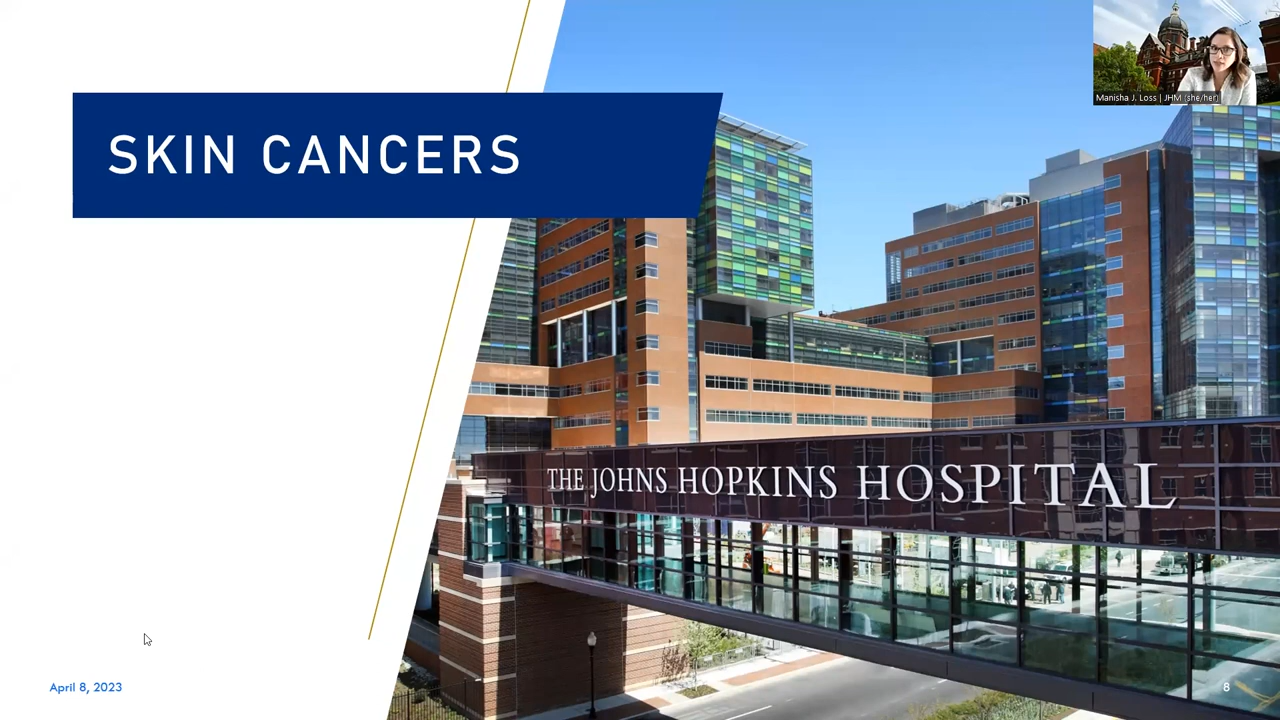 SKIN CANCERS
Manisha J. Loss | JHM (she/her)
THE JOHNS HOPKINS HOSPITAL
April 8, 2023
8